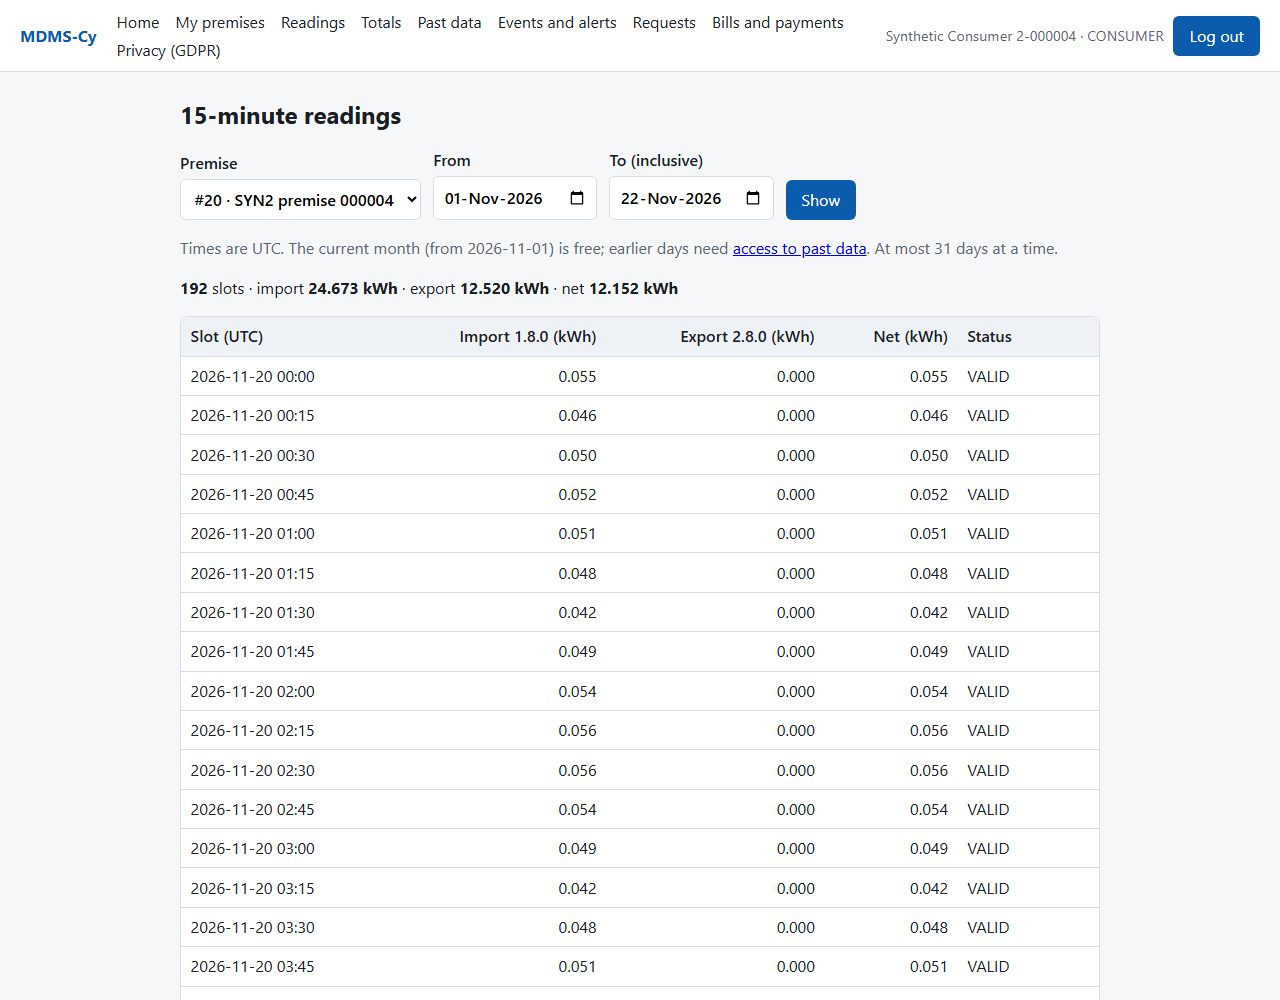 MDMS-Cy
Home My premises Readings Totals Past data Events and alerts Requests Bills and payments
Privacy (GDPR)
Synthetic Consumer 2-000004 · CONSUMER
Log out
15-minute readings
Premise From To (inclusive)
#20 · SYN2 premise 000004 01-Nov-2026 22-Nov-2026 Show
Times are UTC. The current month (from 2026-11-01) is free; earlier days need access to past data. At most 31 days at a time.
192 slots · import 24.673 kWh · export 12.520 kWh · net 12.152 kWh
Slot (UTC) Import 1.8.0 (kWh) Export 2.8.0 (kWh) Net (kWh) Status
2026-11-20 00:00 0.055 0.000 0.055 VALID
2026-11-20 00:15 0.046 0.000 0.046 VALID
2026-11-20 00:30 0.050 0.000 0.050 VALID
2026-11-20 00:45 0.052 0.000 0.052 VALID
2026-11-20 01:00 0.051 0.000 0.051 VALID
2026-11-20 01:15 0.048 0.000 0.048 VALID
2026-11-20 01:30 0.042 0.000 0.042 VALID
2026-11-20 01:45 0.049 0.000 0.049 VALID
2026-11-20 02:00 0.054 0.000 0.054 VALID
2026-11-20 02:15 0.056 0.000 0.056 VALID
2026-11-20 02:30 0.056 0.000 0.056 VALID
2026-11-20 02:45 0.054 0.000 0.054 VALID
2026-11-20 03:00 0.049 0.000 0.049 VALID
2026-11-20 03:15 0.042 0.000 0.042 VALID
2026-11-20 03:30 0.048 0.000 0.048 VALID
2026-11-20 03:45 0.051 0.000 0.051 VALID